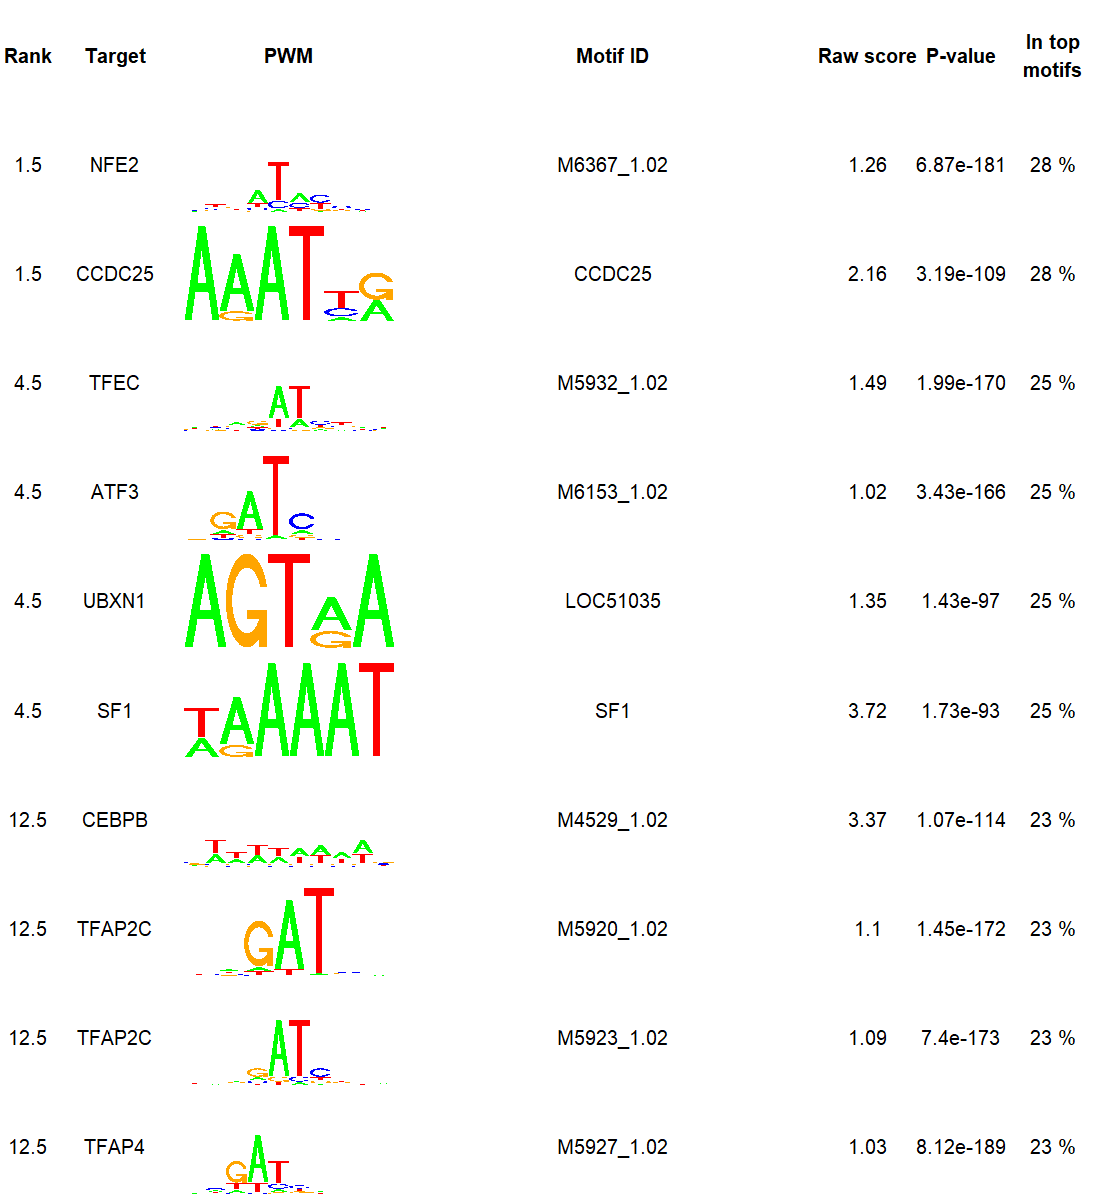 Rank Target PWM Motif ID Raw score P-value In top motifs
1.5 NFE2 M6367_1.02 1.26 6.87e-181 28 %
1.5 CCDC25 CCDC25 2.16 3.19e-109 28 %
4.5 TFEC M5932_1.02 1.49 1.99e-170 25 %
4.5 ATF3 M6153_1.02 1.02 3.43e-166 25 %
4.5 UBXN1 LOC51035 1.35 1.43e-97 25 %
4.5 SF1 SF1 3.72 1.73e-93 25 %
12.5 CEBPB M4529_1.02 3.37 1.07e-114 23 %
12.5 TFAP2C M5920_1.02 1.1 1.45e-172 23 %
12.5 TFAP2C M5923_1.02 1.09 7.4e-173 23 %
12.5 TFAP4 M5927_1.02 1.03 8.12e-189 23 %